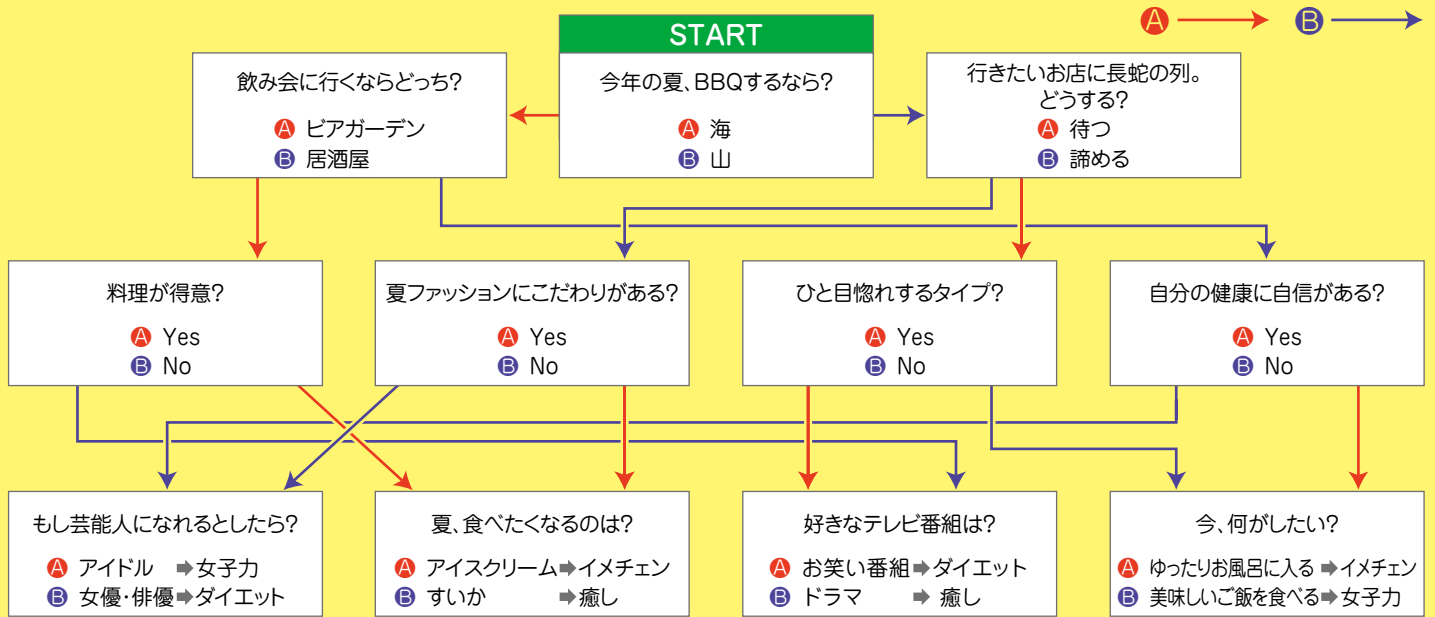 A B
START
今年の夏、BBQするなら?
A 海
B 山
飲み会に行くならどっち?
A ビアガーデン
B 居酒屋
行きたいお店に長蛇の列。
どうする?
A 待つ
B 諦める
料理が得意?
A Yes
B No
夏ファッションにこだわりがある?
A Yes
B No
ひと目惚れするタイプ?
A Yes
B No
自分の健康に自信がある?
A Yes
B No
もし芸能人になれるとしたら?
A アイドル ➡女子力
B 女優・俳優➡ダイエット
夏、食べたくなるのは?
A アイスクリーム➡イメチェン
B すいか ➡癒し
好きなテレビ番組は?
A お笑い番組➡ダイエット
B ドラマ ➡ 癒し
今、何がしたい?
A ゆったりお風呂に入る ➡イメチェン
B 美味しいご飯を食べる➡女子力